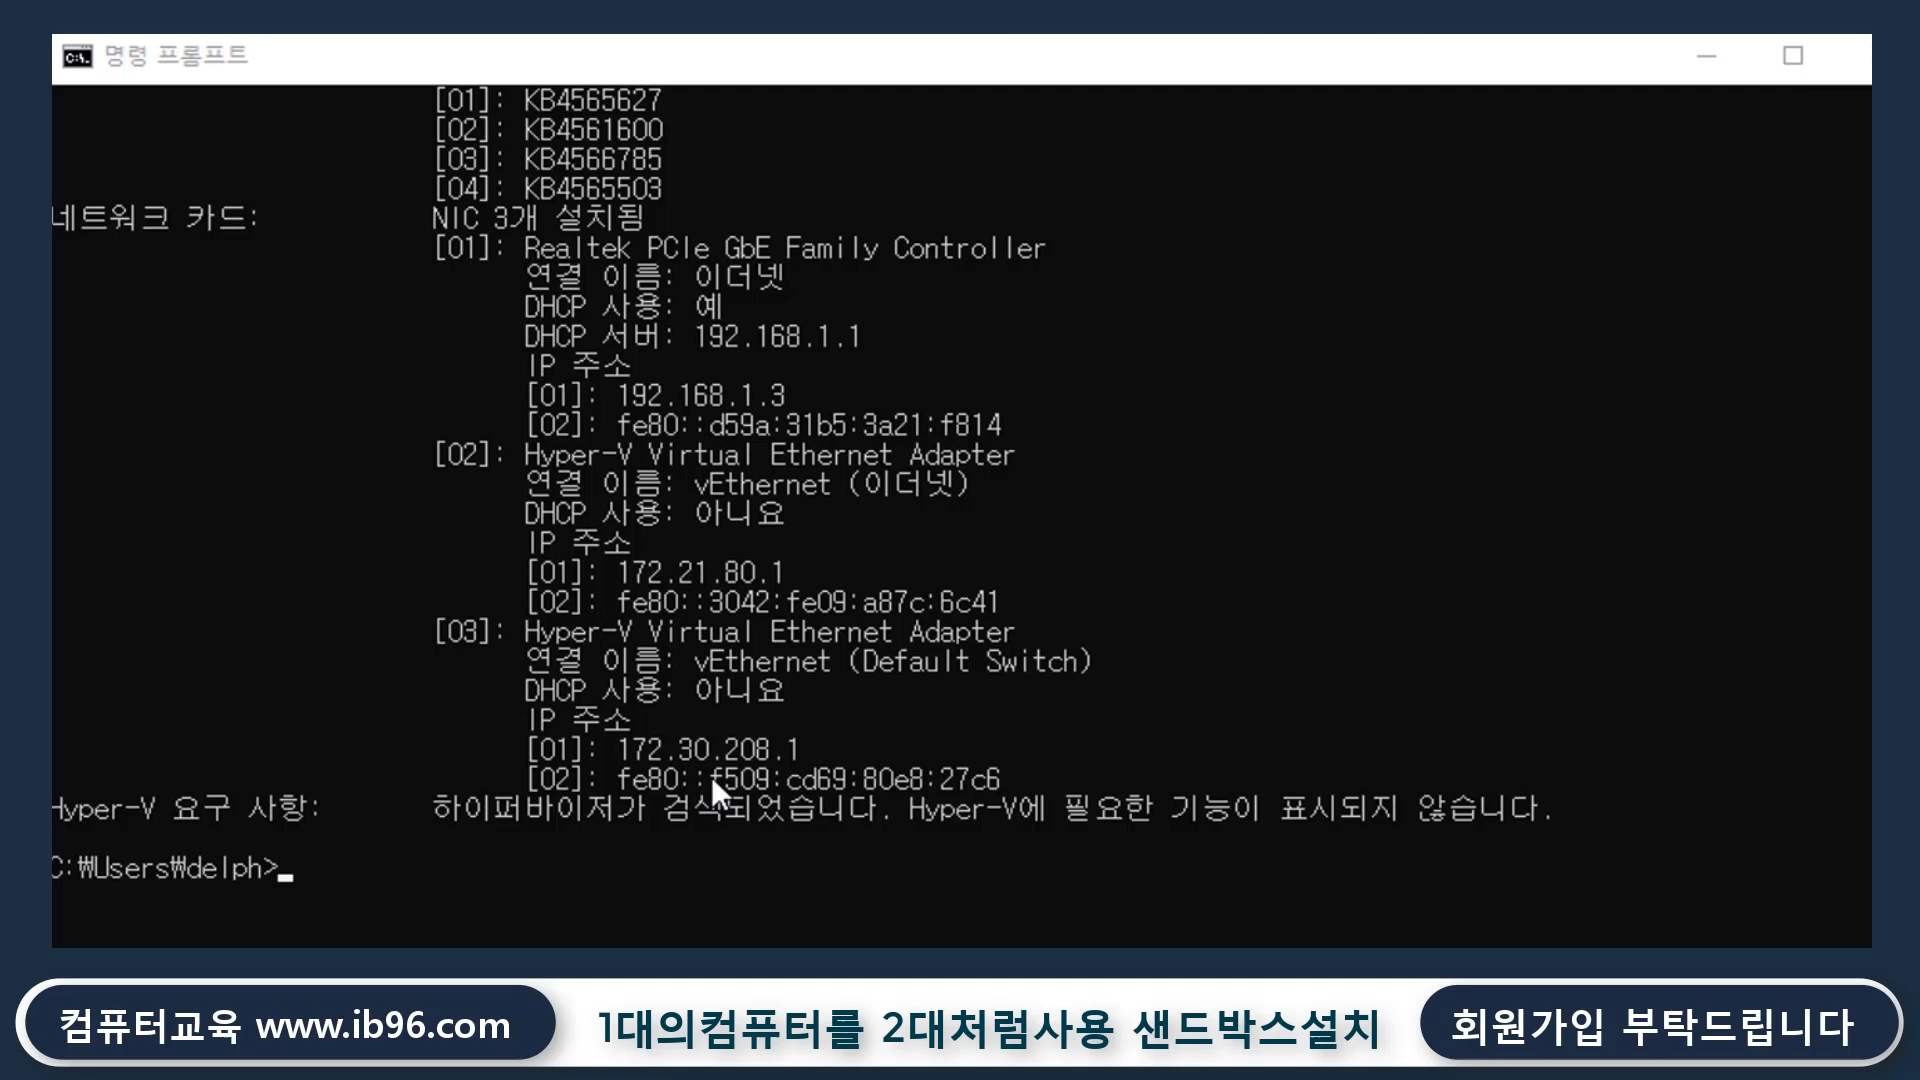 명령 프롬프트
[01]: KB4565627
[02]: KB4561600
[03]: KB4566785
[04]: KB4565503
네트워크 카드: NIC 3개 설치됨
[01]: Realtek PCIe GbE Family Controller
연결 이름: 이더넷
DHCP 사용: 예
DHCP 서버: 192.168.1.1
IP 주소
[01]: 192.168.1.3
[02]: fe80::d59a:31b5:3a21:f814
[02]: Hyper-V Virtual Ethernet Adapter
연결 이름: vEthernet (이더넷)
DHCP 사용: 아니요
IP 주소
[01]: 172.21.80.1
[02]: fe80::3042:fe09:a87c:6c41
[03]: Hyper-V Virtual Ethernet Adapter
연결 이름: vEthernet (Default Switch)
DHCP 사용: 아니요
IP 주소
[01]: 172.30.208.1
[02]: fe80::f509:cd69:80e8:27c6
Hyper-V 요구 사항: 하이퍼바이저가 검색되었습니다. Hyper-V에 필요한 기능이 표시되지 않습니다.
C:₩Users₩delph>
컴퓨터교육 www.ib96.com
1대의컴퓨터를 2대처럼사용 샌드박스설치
회원가입 부탁드립니다